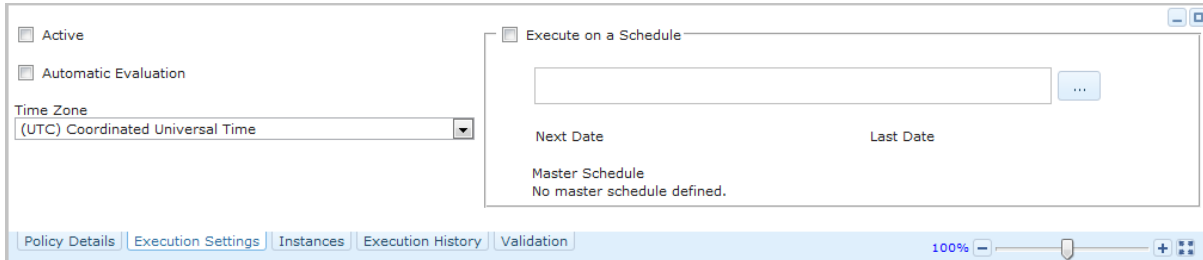 Active
Automatic Evaluation
Time Zone
(UTC) Coordinated Universal Time
Execute on a Schedule
...
Next Date
Last Date
Master Schedule
No master schedule defined.
Policy Details
Execution Settings
Instances
Execution History
Validation
100%